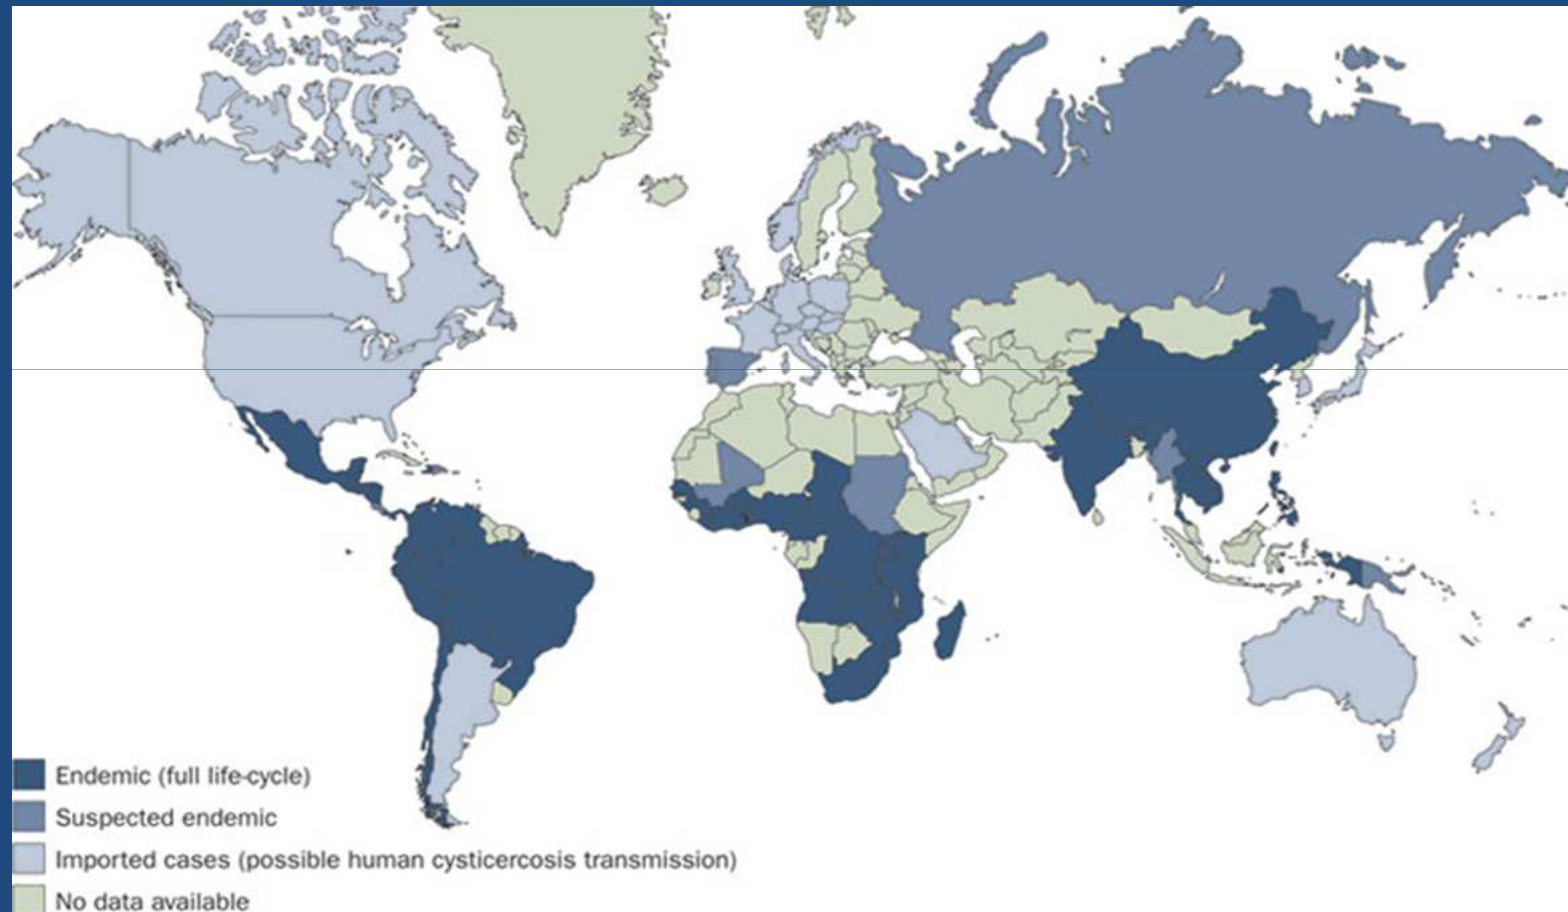 Endemic (full life-cycle)
Suspected endemic
Imported cases (possible human cysticercosis transmission)
No data available